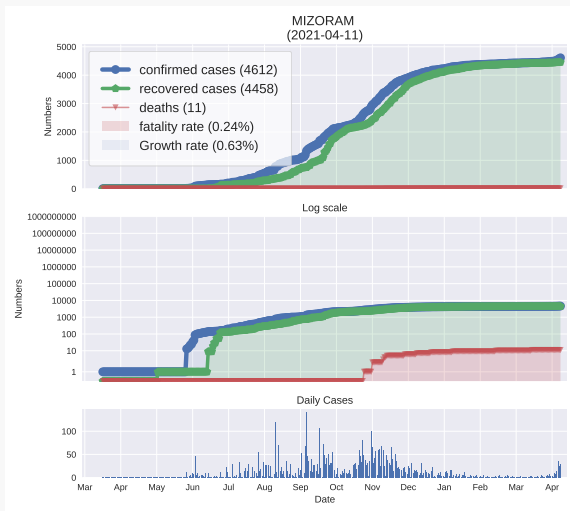 MIZORAM
(2021-04-11)
5000
4000
3000
2000
1000
0
Numbers
confirmed cases (4612)
recovered cases (4458)
deaths (11)
fatality rate (0.24%)
Growth rate (0.63%)
Log scale
1000000000
100000000
10000000
1000000
100000
10000
1000
100
10
1
Numbers
Daily Cases
100
50
0
Mar Apr May Jun Jul Aug Sep Oct Nov Dec Jan Feb Mar Apr
Date